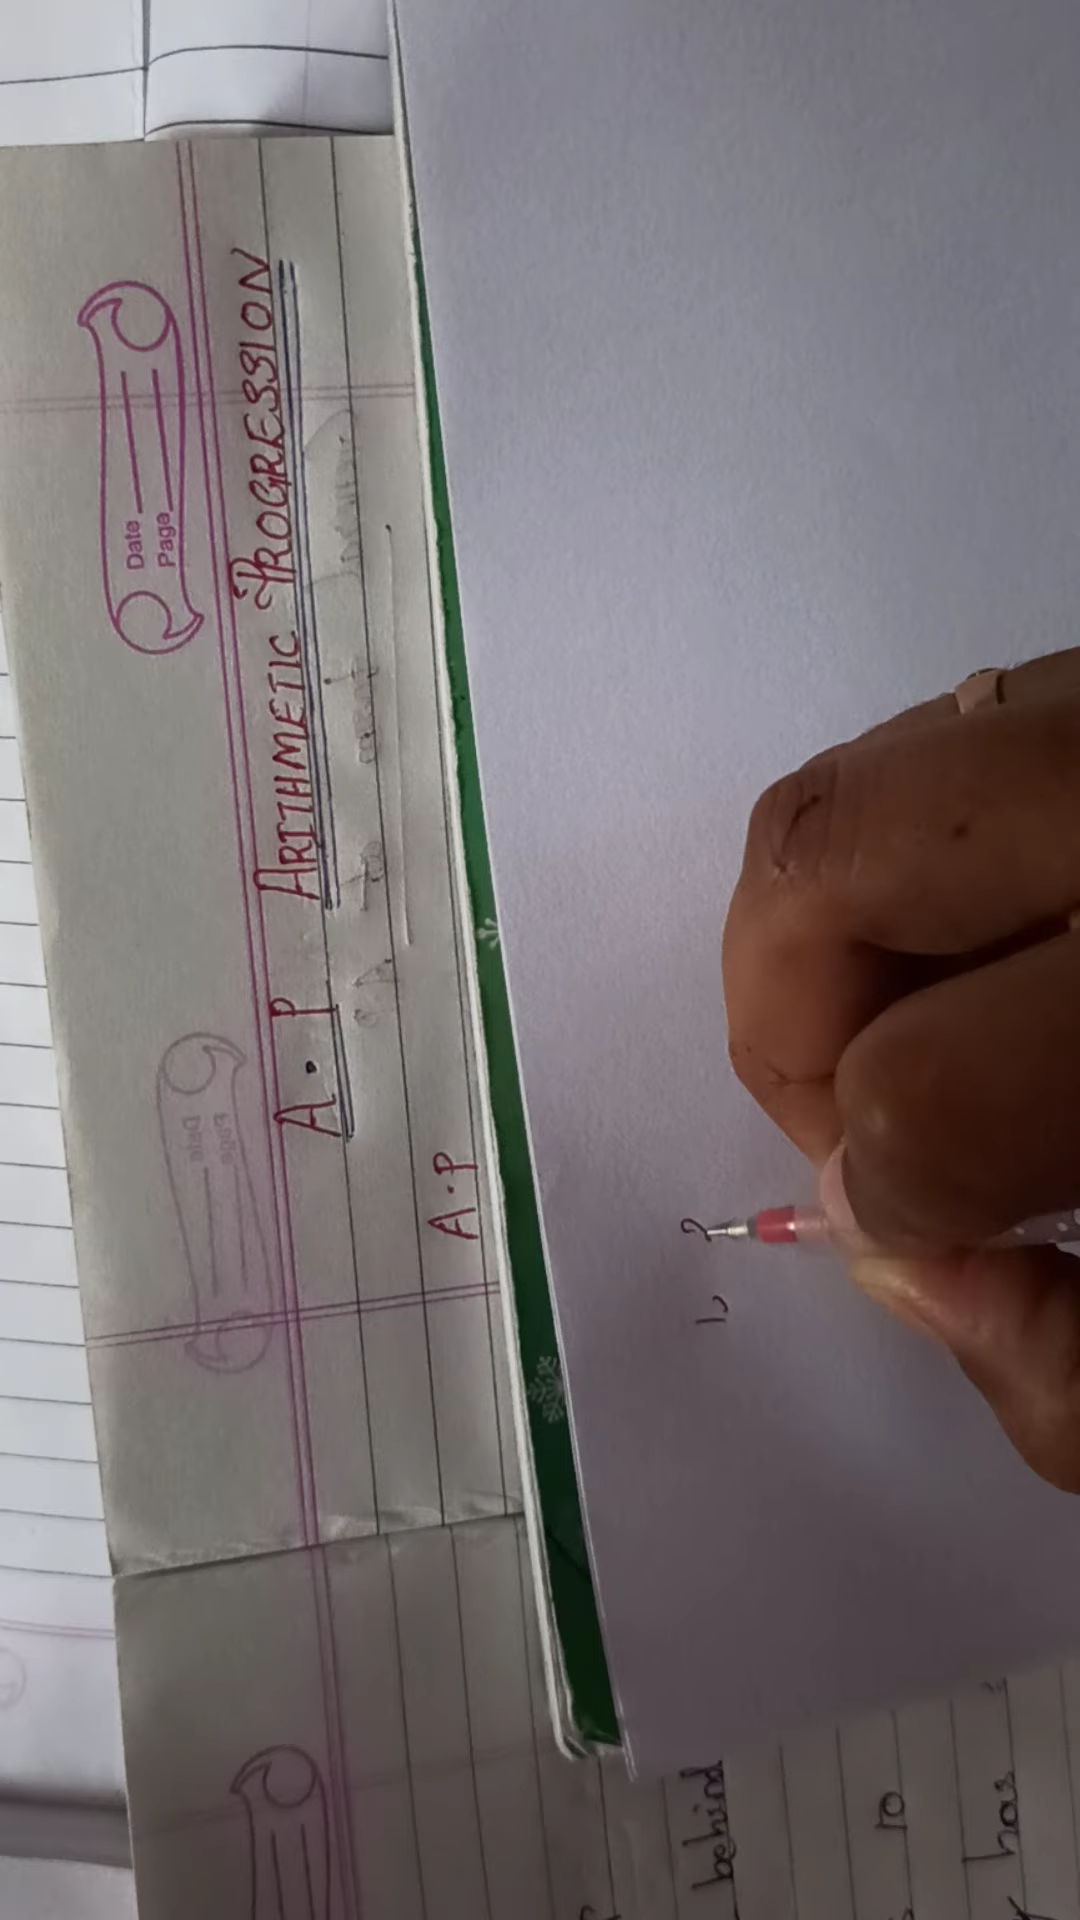 Date
Page
A.P ARITHMETIC PROGRESSION
A.P
1, 2
behind
to
has